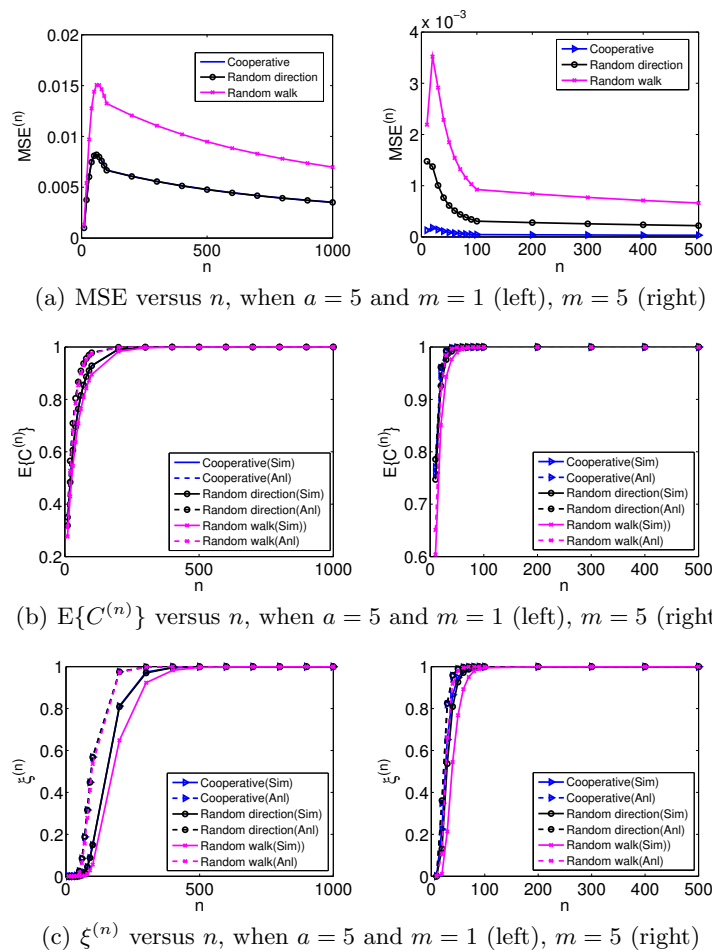 0.02
0.015
0.01
0.005
0
0 500 1000
n
MSE^(n)
Cooperative
Random direction
Random walk
x 10^-3
4
3
2
1
0
0 100 200 300 400 500
n
MSE^(n)
Cooperative
Random direction
Random walk
(a) MSE versus n, when a = 5 and m = 1 (left), m = 5 (right)
1
0.8
0.6
0.4
0.2
0 500 1000
n
E{C^(n)}
Cooperative(Sim)
Cooperative(Anl)
Random direction(Sim)
Random direction(Anl)
Random walk(Sim))
Random walk(Anl)
1
0.9
0.8
0.7
0.6
0 100 200 300 400 500
n
E{C^(n)}
Cooperative(Sim)
Cooperative(Anl)
Random direction(Sim)
Random direction(Anl)
Random walk(Sim))
Random walk(Anl)
(b) E{C^(n)} versus n, when a = 5 and m = 1 (left), m = 5 (right
1
0.8
0.6
0.4
0.2
0
0 500 1000
n
ξ^(n)
Cooperative(Sim)
Cooperative(Anl)
Random direction(Sim)
Random direction(Anl)
Random walk(Sim))
Random walk(Anl)
1
0.8
0.6
0.4
0.2
0
0 100 200 300 400 500
n
ξ^(n)
Cooperative(Sim)
Cooperative(Anl)
Random direction(Sim)
Random direction(Anl)
Random walk(Sim))
Random walk(Anl)
(c) ξ^(n) versus n, when a = 5 and m = 1 (left), m = 5 (right)